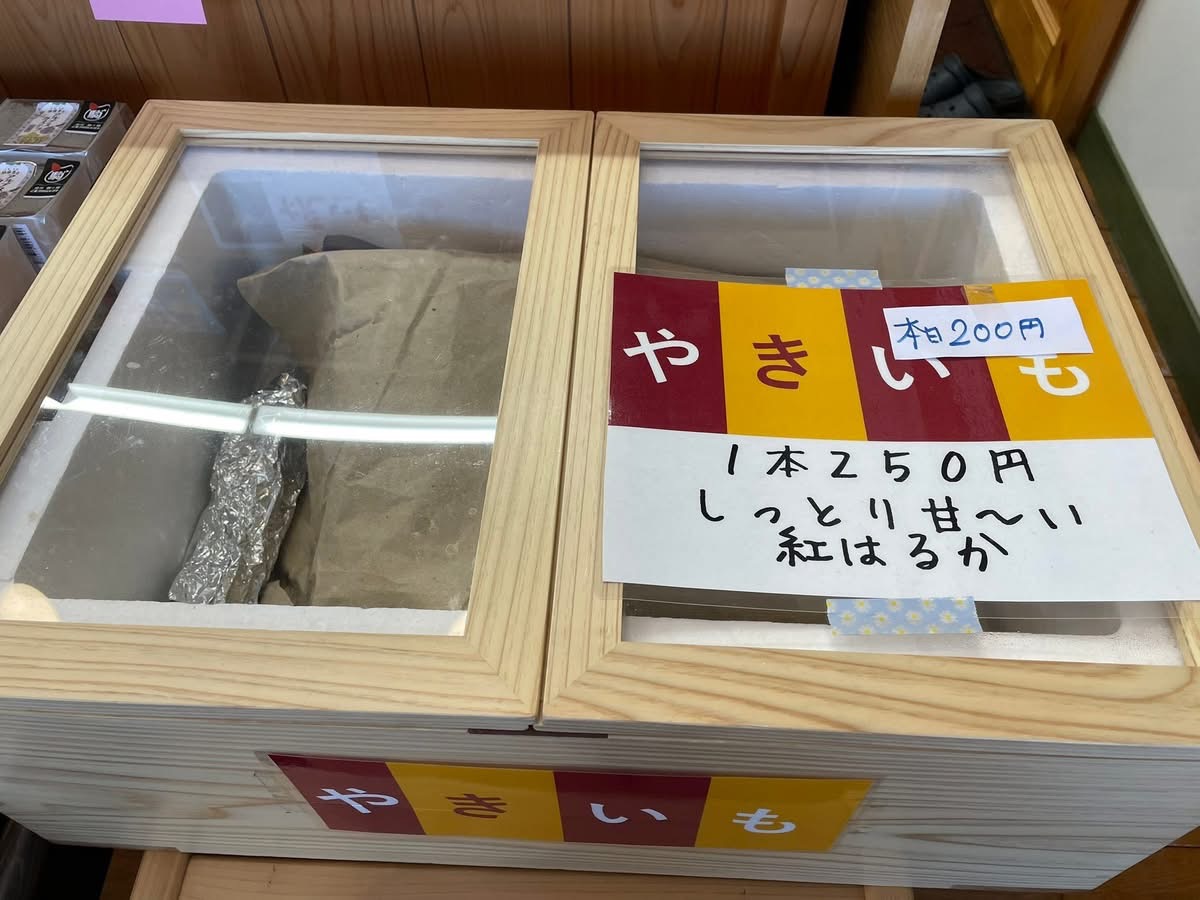 やきいも
本日200円
1本250円
しっとり甘〜い
紅はるか
やきいも